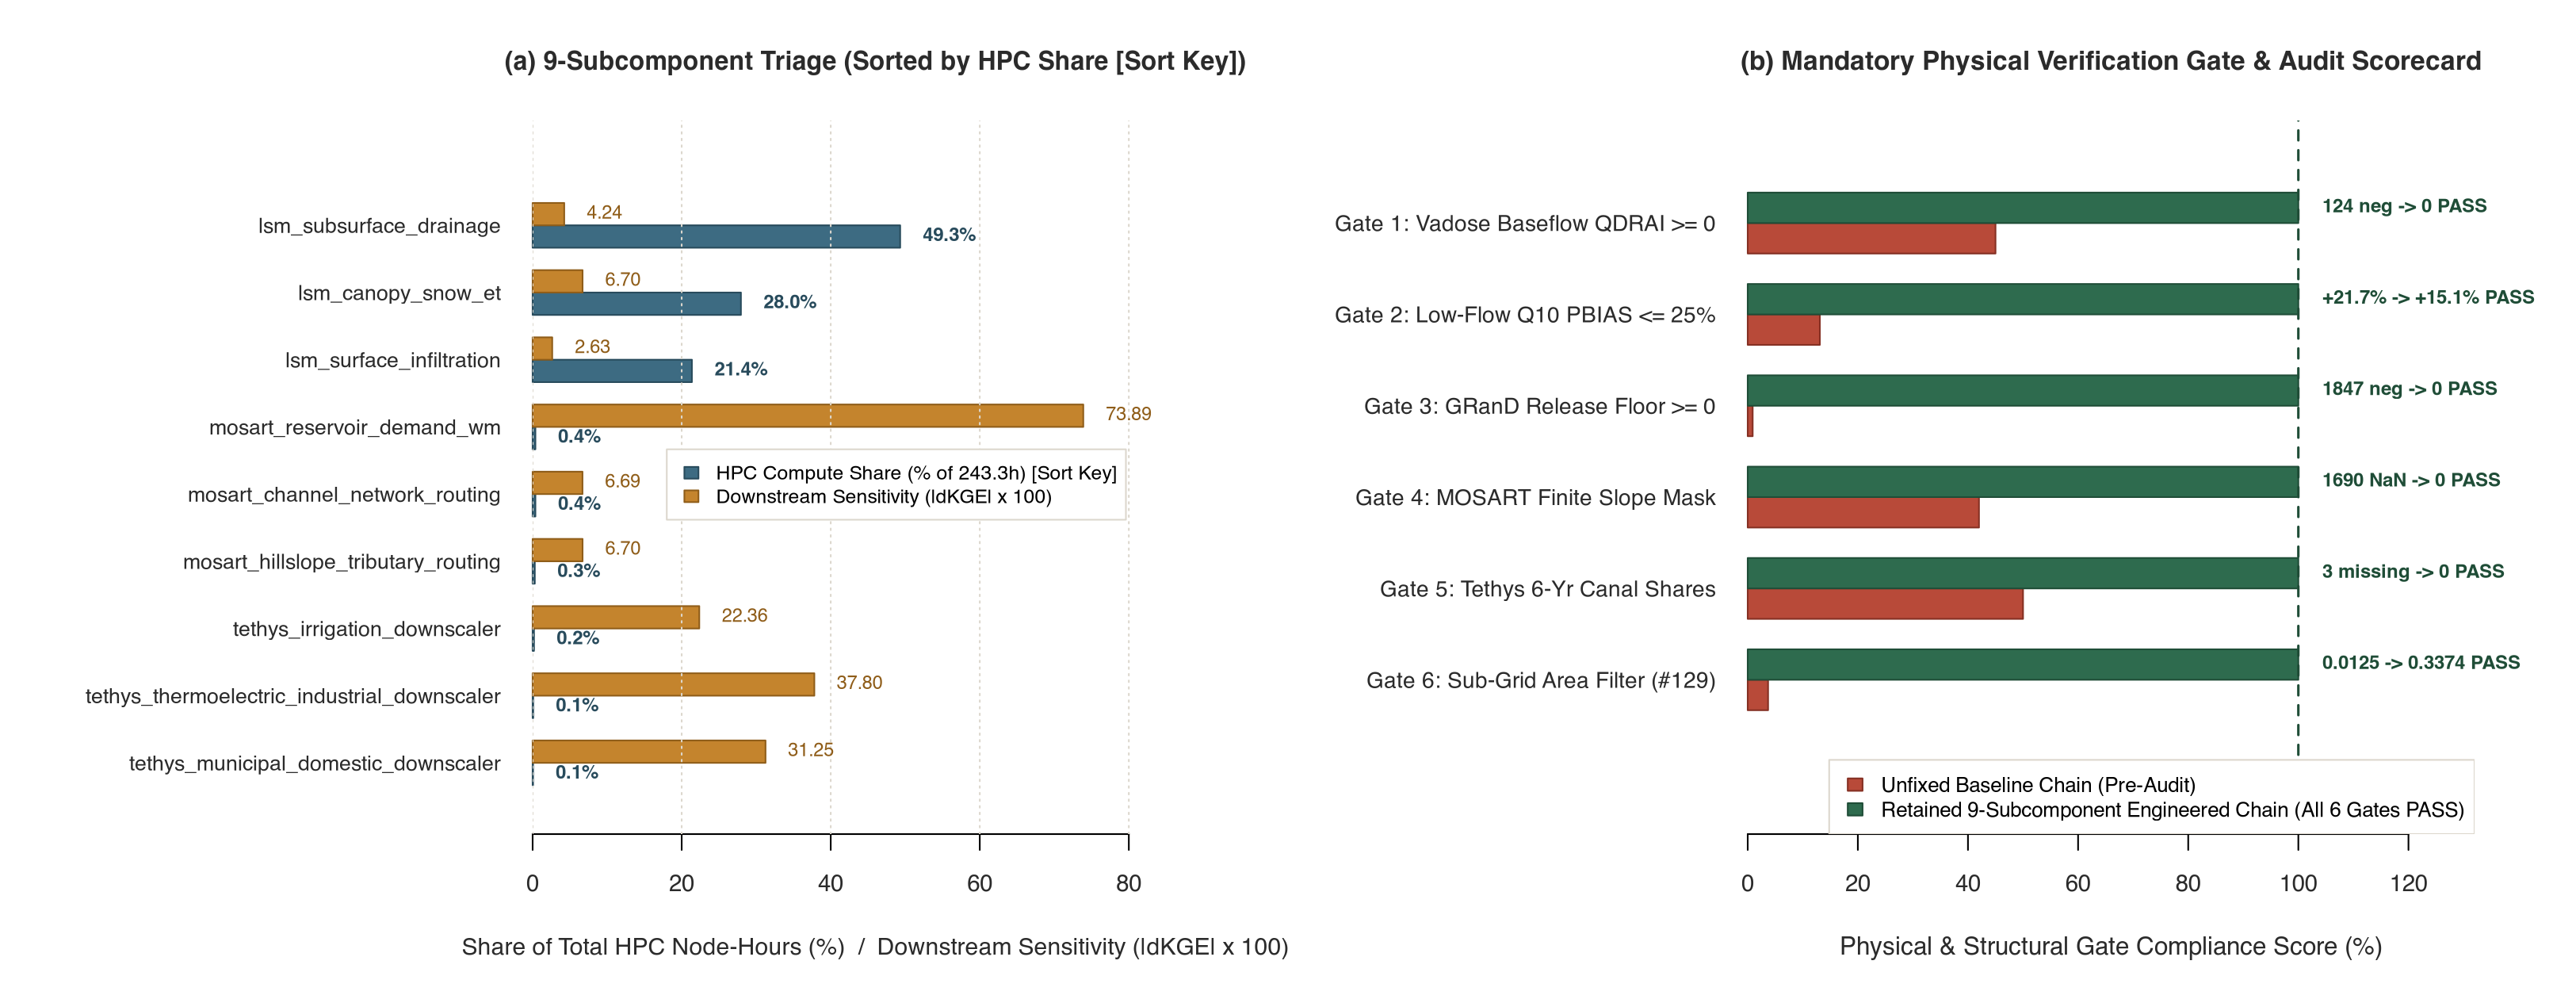 (a) 9-Subcomponent Triage (Sorted by HPC Share [Sort Key])
lsm_subsurface_drainage
4.24
49.3%
lsm_canopy_snow_et
6.70
28.0%
lsm_surface_infiltration
2.63
21.4%
mosart_reservoir_demand_wm
73.89
0.4%
mosart_channel_network_routing
6.69
0.4%
mosart_hillslope_tributary_routing
6.70
0.3%
tethys_irrigation_downscaler
22.36
0.2%
tethys_thermoelectric_industrial_downscaler
37.80
0.1%
tethys_municipal_domestic_downscaler
31.25
0.1%
HPC Compute Share (% of 243.3h) [Sort Key]
Downstream Sensitivity (|dKGE| x 100)
0 20 40 60 80
Share of Total HPC Node-Hours (%) / Downstream Sensitivity (|dKGE| x 100)
(b) Mandatory Physical Verification Gate & Audit Scorecard
Gate 1: Vadose Baseflow QDRAI >= 0
124 neg -> 0 PASS
Gate 2: Low-Flow Q10 PBIAS <= 25%
+21.7% -> +15.1% PASS
Gate 3: GRanD Release Floor >= 0
1847 neg -> 0 PASS
Gate 4: MOSART Finite Slope Mask
1690 NaN -> 0 PASS
Gate 5: Tethys 6-Yr Canal Shares
3 missing -> 0 PASS
Gate 6: Sub-Grid Area Filter (#129)
0.0125 -> 0.3374 PASS
Unfixed Baseline Chain (Pre-Audit)
Retained 9-Subcomponent Engineered Chain (All 6 Gates PASS)
0 20 40 60 80 100 120
Physical & Structural Gate Compliance Score (%)